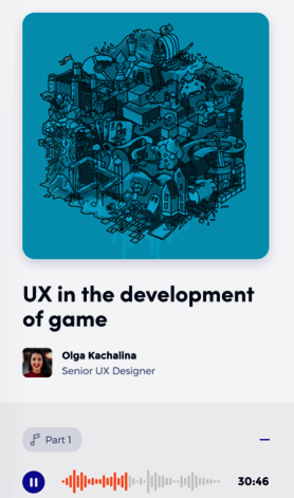 UX in the development
of game
Olga Kachalina
Senior UX Designer
Part 1
30:46